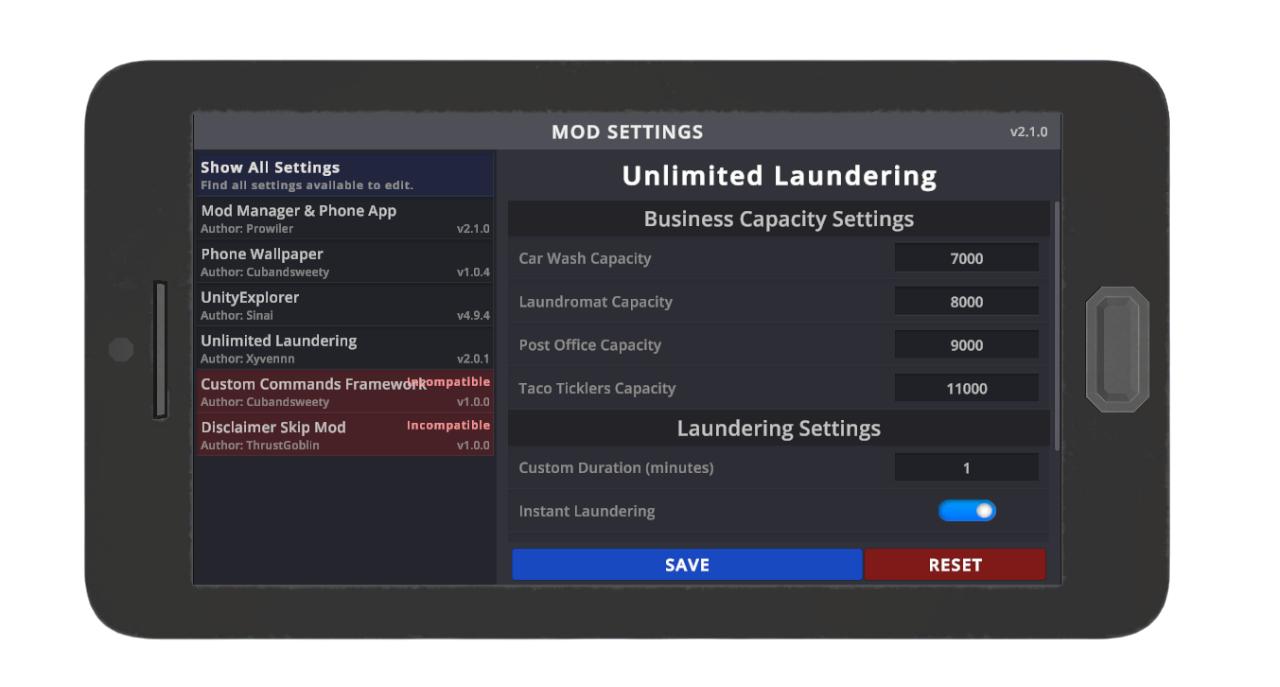 MOD SETTINGS
v2.1.0
Show All Settings
Find all settings available to edit.
Mod Manager & Phone App
Author: Prowiler
v2.1.0
Phone Wallpaper
Author: Cubandsweety
v1.0.4
UnityExplorer
Author: Sinai
v4.9.4
Unlimited Laundering
Author: Xyvennn
v2.0.1
Custom Commands Framework
Incompatible
Author: Cubandsweety
v1.0.0
Disclaimer Skip Mod
Incompatible
Author: ThrustGoblin
v1.0.0
Unlimited Laundering
Business Capacity Settings
Car Wash Capacity
7000
Laundromat Capacity
8000
Post Office Capacity
9000
Taco Ticklers Capacity
11000
Laundering Settings
Custom Duration (minutes)
1
Instant Laundering
SAVE
RESET